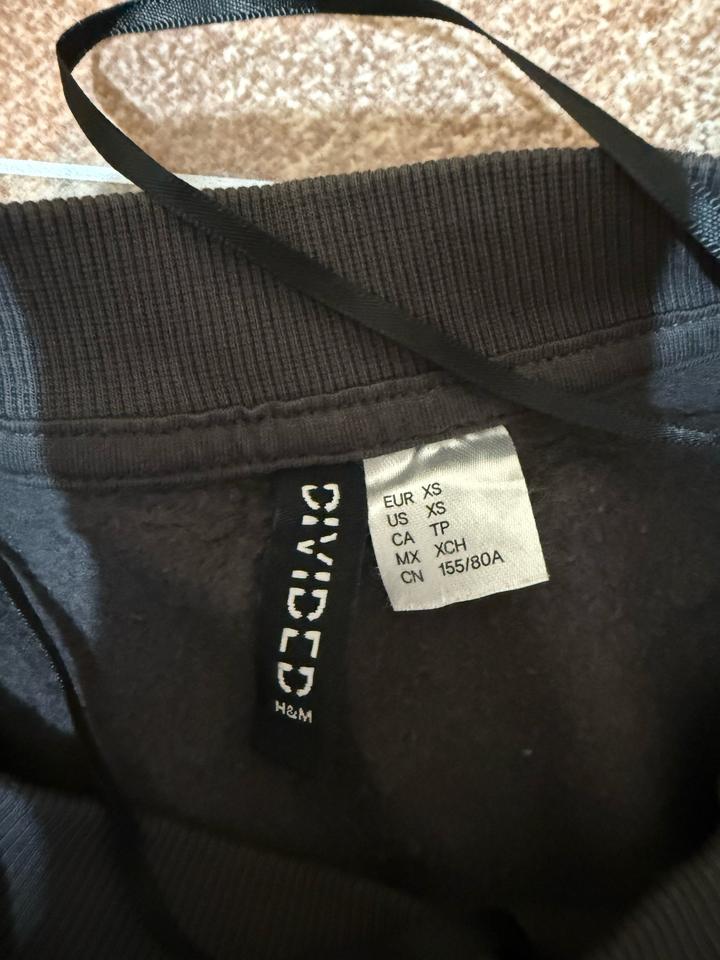 DIVIDED
H&M
EUR XS
US XS
CA TP
MX XCH
CN 155/80A